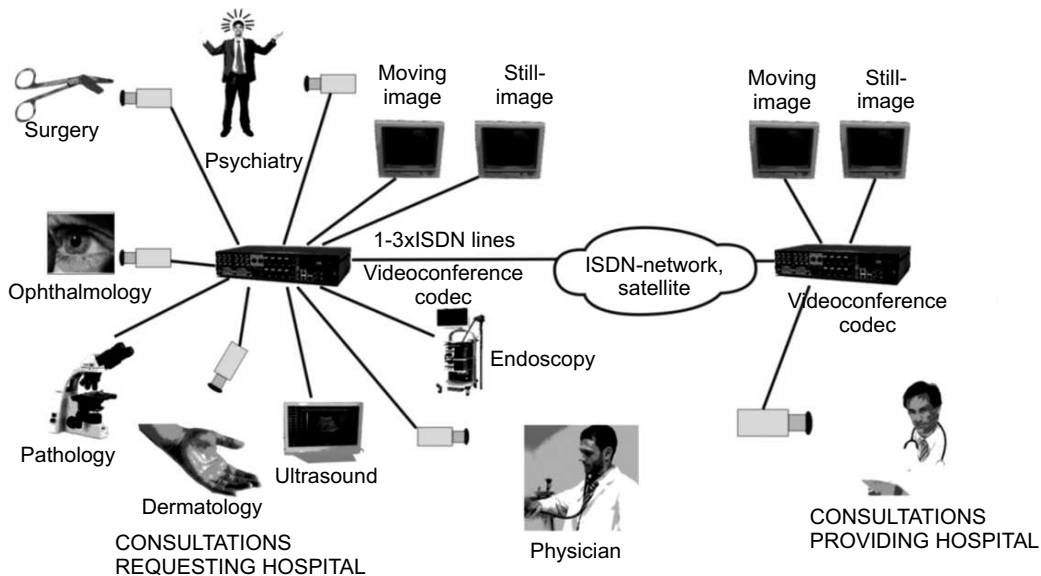 Surgery
Psychiatry
Moving
image
Still-
image
Moving
image
Still-
image
Ophthalmology
1-3xISDN lines
Videoconference
codec
ISDN-network,
satellite
Videoconference
codec
Endoscopy
Pathology
Dermatology
Ultrasound
Physician
CONSULTATIONS
REQUESTING HOSPITAL
CONSULTATIONS
PROVIDING HOSPITAL